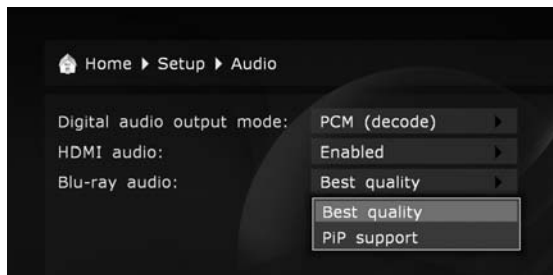 Home ▶ Setup ▶ Audio
Digital audio output mode: PCM (decode)
HDMI audio: Enabled
Blu-ray audio: Best quality
Best quality
PiP support